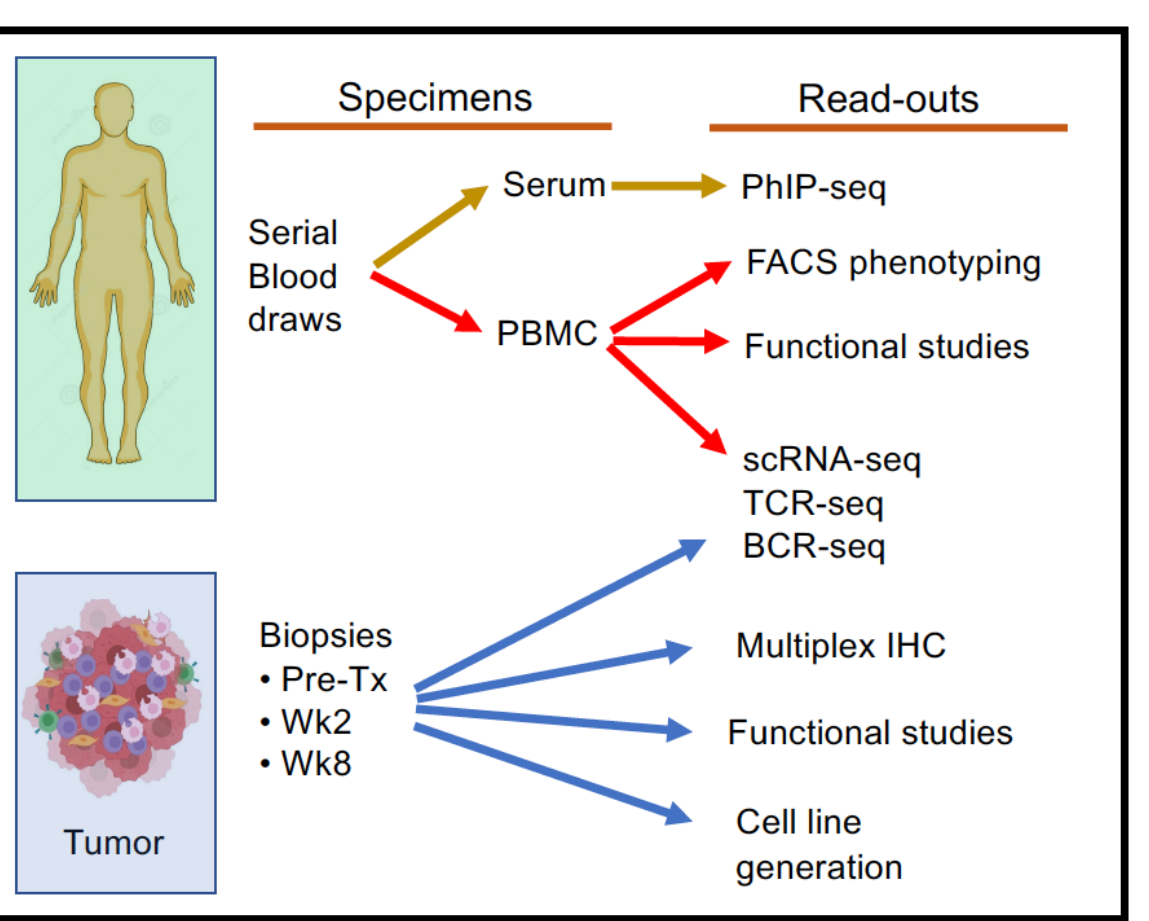 Specimens
Read-outs
Serial
Blood
draws
Serum
PBMC
PhIP-seq
FACS phenotyping
Functional studies
scRNA-seq
TCR-seq
BCR-seq
Tumor
Biopsies
• Pre-Tx
• Wk2
• Wk8
Multiplex IHC
Functional studies
Cell line
generation